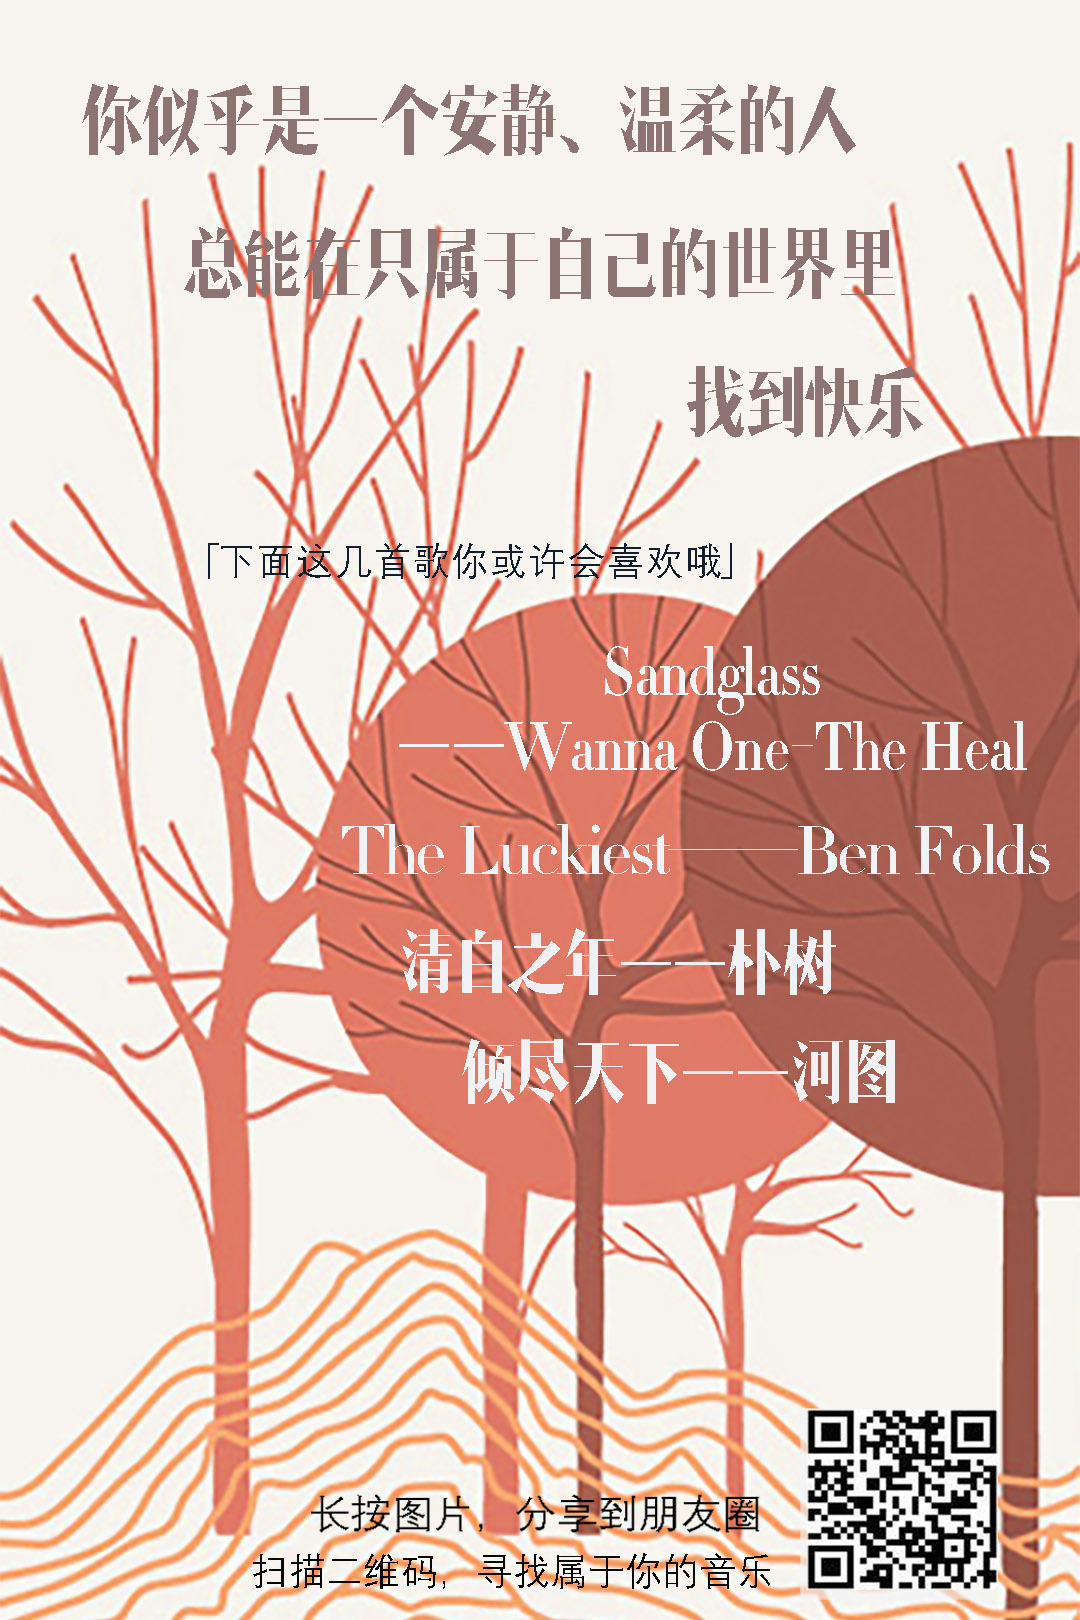 你似乎是一个安静、温柔的人
总能在只属于自己的世界里
找到快乐
「下面这几首歌你或许会喜欢哦」
Sandglass
——Wanna One-The Heal
The Luckiest——Ben Folds
清白之年——朴树
倾尽天下——河图
长按图片，分享到朋友圈
扫描二维码，寻找属于你的音乐